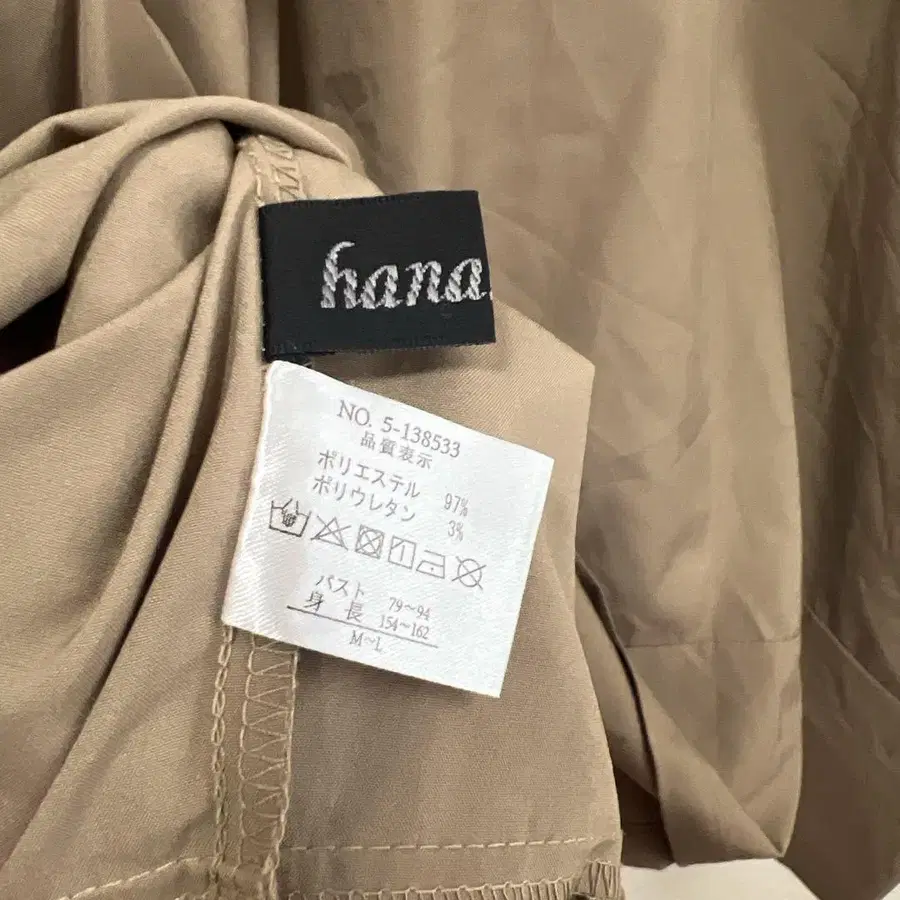 hana.
NO. 5-138533
品質表示
ポリエステル 97%
ポリウレタン 3%
バスト 79～94
身長 154～162
M～L